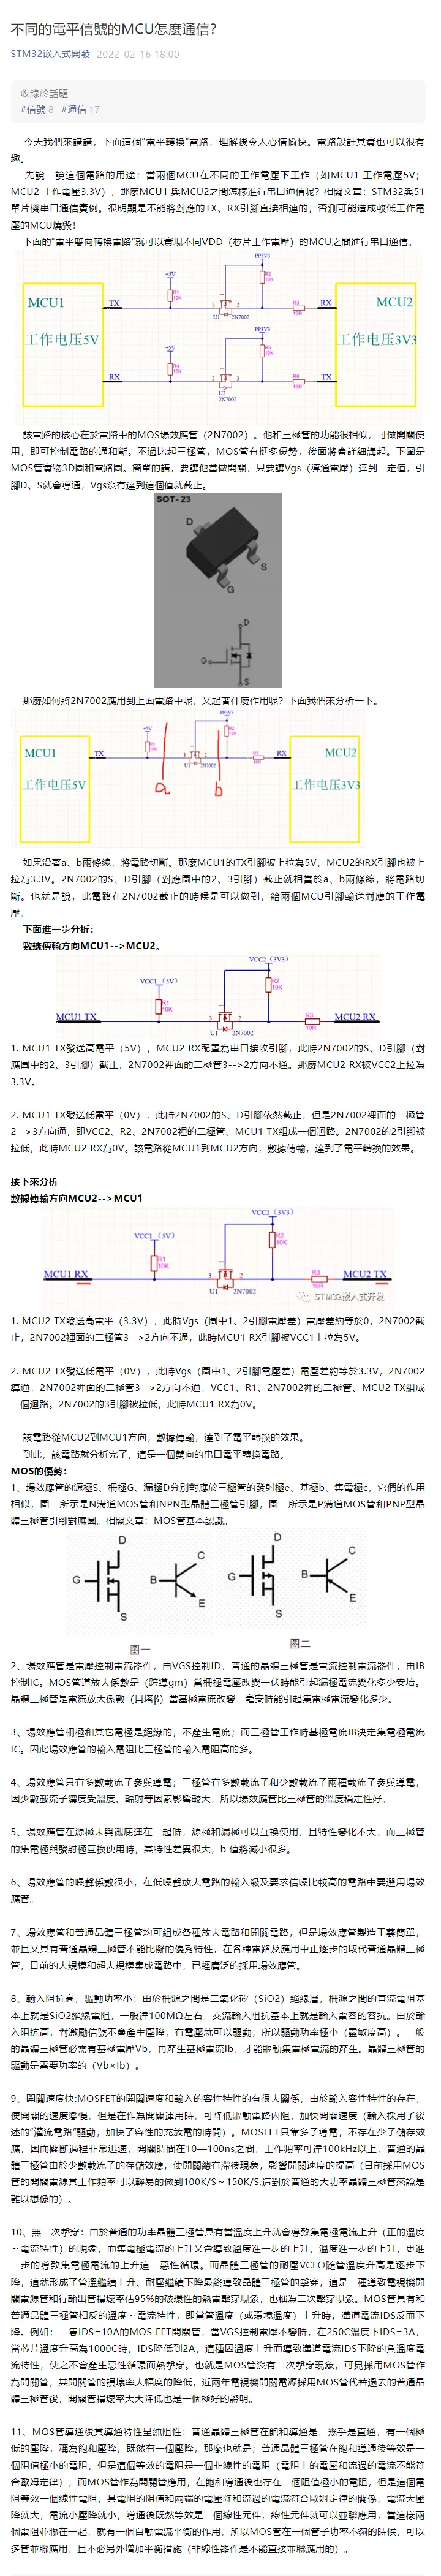 不同的電平信號的MCU怎麼通信?
STM32嵌入式開發 2022-02-16 18:00
收錄於話題
#信號 8 #通信 17
今天我們來講講，下面這個“電平轉換”電路，理解後令人心情愉快。電路設計其實也可以很有
趣。
先說一說這個電路的用途：當兩個MCU在不同的工作電壓下工作（如MCU1 工作電壓5V；
MCU2 工作電壓3.3V），那麼MCU1 與MCU2之間怎樣進行串口通信呢？相關文章：STM32與51
單片機串口通信實例。很明顯是不能將對應的TX、RX引腳直接相連的，否測可能造成較低工作電
壓的MCU燒毀！
下面的“電平雙向轉換電路”就可以實現不同VDD（芯片工作電壓）的MCU之間進行串口通信。
MCU1
工作电压5V
TX
+5V
R1
10K
PP3V3
R2
10K
3 2
1
U1 2N7002
R3
10R
RX
MCU2
工作电压3V3
RX
+5V
R4
10K
PP3V3
R5
10K
U2
2N7002
R6
10R
TX
該電路的核心在於電路中的MOS場效應管（2N7002）。他和三極管的功能很相似，可做開關使
用，即可控制電路的通和斷。不過比起三極管，MOS管有挺多優勢，後面將會詳細講起。下圖是
MOS管實物3D圖和電路圖。簡單的講，要讓他當做開關，只要讓Vgs（導通電壓）達到一定值，引
腳D、S就會導通，Vgs沒有達到這個值就截止。
SOT-23
D
S
G
D
G
S
那麼如何將2N7002應用到上面電路中呢，又起著什麼作用呢？下面我們來分析一下。
MCU1
工作电压5V
TX
+5V
a
PP3V3
b
U1 2N7002
RX
MCU2
工作电压3V3
如果沿著a、b兩條線，將電路切斷。那麼MCU1的TX引腳被上拉為5V，MCU2的RX引腳也被上
拉為3.3V。2N7002的S、D引腳（對應圖中的2、3引腳）截止就相當於a、b兩條線，將電路切
斷。也就是說，此電路在2N7002截止的時候是可以做到，給兩個MCU引腳輸送對應的工作電
壓。
下面進一步分析：
數據傳輸方向MCU1-->MCU2。
MCU1 TX
VCC1 (5V)
R1
10K
VCC2 (3V3)
R2
10K
3 2
U1 2N7002
R3
10R
MCU2 RX
1. MCU1 TX發送高電平（5V），MCU2 RX配置為串口接收引腳，此時2N7002的S、D引腳（對
應圖中的2、3引腳）截止，2N7002裡面的二極管3-->2方向不通。那麼MCU2 RX被VCC2上拉為
3.3V。
2. MCU1 TX發送低電平（0V），此時2N7002的S、D引腳依然截止，但是2N7002裡面的二極管
2-->3方向通，即VCC2、R2、2N7002裡的二極管、MCU1 TX組成一個迴路。2N7002的2引腳被
拉低，此時MCU2 RX為0V。該電路從MCU1到MCU2方向，數據傳輸，達到了電平轉換的效果。
接下來分析
數據傳輸方向MCU2-->MCU1
MCU1 RX
VCC1 (5V)
R1
10K
VCC2 (3V3)
R2
10K
3 2
U1 2N7002
R3
10R
MCU2 TX
STM32嵌入式开发
1. MCU2 TX發送高電平（3.3V），此時Vgs（圖中1、2引腳電壓差）電壓差約等於0，2N7002截
止，2N7002裡面的二極管3-->2方向不通，此時MCU1 RX引腳被VCC1上拉為5V。
2. MCU2 TX發送低電平（0V），此時Vgs（圖中1、2引腳電壓差）電壓差約等於3.3V，2N7002
導通，2N7002裡面的二極管3-->2方向不通，VCC1、R1、2N7002裡的二極管、MCU2 TX組成
一個迴路。2N7002的3引腳被拉低，此時MCU1 RX為0V。
該電路從MCU2到MCU1方向，數據傳輸，達到了電平轉換的效果。
到此，該電路就分析完了，這是一個雙向的串口電平轉換電路。
MOS的優勢：
1、場效應管的源極S、柵極G、漏極D分別對應於三極管的發射極e、基極b、集電極c，它們的作用
相似，圖一所示是N溝道MOS管和NPN型晶體三極管引腳，圖二所示是P溝道MOS管和PNP型晶
體三極管引腳對應圖。相關文章：MOS管基本認識。
D
G
S
B
C
E
D
G
S
B
C
E
图一
图二
2、場效應管是電壓控制電流器件，由VGS控制ID，普通的晶體三極管是電流控制電流器件，由IB
控制IC。MOS管道放大係數是（跨導gm）當柵極電壓改變一伏時能引起漏極電流變化多少安培。
晶體三極管是電流放大係數（貝塔β）當基極電流改變一毫安時能引起集電極電流變化多少。
3、場效應管柵極和其它電極是絕緣的，不產生電流；而三極管工作時基極電流IB決定集電極電流
IC。因此場效應管的輸入電阻比三極管的輸入電阻高的多。
4、場效應管只有多數載流子參與導電；三極管有多數載流子和少數載流子兩種載流子參與導電，
因少數載流子濃度受溫度、輻射等因素影響較大，所以場效應管比三極管的溫度穩定性好。
5、場效應管在源極未與襯底連在一起時，源極和漏極可以互換使用，且特性變化不大，而三極管
的集電極與發射極互換使用時，其特性差異很大，b 值將減小很多。
6、場效應管的噪聲係數很小，在低噪聲放大電路的輸入級及要求信噪比較高的電路中要選用場效
應管。
7、場效應管和普通晶體三極管均可組成各種放大電路和開關電路，但是場效應管製造工藝簡單，
並且又具有普通晶體三極管不能比擬的優秀特性，在各種電路及應用中正逐步的取代普通晶體三極
管，目前的大規模和超大規模集成電路中，已經廣泛的採用場效應管。
8、輸入阻抗高，驅動功率小：由於柵源之間是二氧化矽（SiO2）絕緣層，柵源之間的直流電阻基
本上就是SiO2絕緣電阻，一般達100MΩ左右，交流輸入阻抗基本上就是輸入電容的容抗。由於輸
入阻抗高，對激勵信號不會產生壓降，有電壓就可以驅動，所以驅動功率極小（靈敏度高）。一般
的晶體三極管必需有基極電壓Vb，再產生基極電流Ib，才能驅動集電極電流的產生。晶體三極管的
驅動是需要功率的（Vb×Ib）。
9、開關速度快:MOSFET的開關速度和輸入的容性特性的有很大關係，由於輸入容性特性的存在，
使開關的速度變慢，但是在作為開關運用時，可降低驅動電路內阻，加快開關速度（輸入採用了後
述的“灌流電路”驅動，加快了容性的充放電的時間）。MOSFET只靠多子導電，不存在少子儲存效
應，因而關斷過程非常迅速，開關時間在10—100ns之間，工作頻率可達100kHz以上，普通的晶
體三極管由於少數載流子的存儲效應，使開關總有滯後現象，影響開關速度的提高（目前採用MOS
管的開關電源其工作頻率可以輕易的做到100K/S～150K/S,這對於普通的大功率晶體三極管來說是
難以想像的）。
10、無二次擊穿：由於普通的功率晶體三極管具有當溫度上升就會導致集電極電流上升（正的溫度
～電流特性）的現象，而集電極電流的上升又會導致溫度進一步的上升，溫度進一步的上升，更進
一步的導致集電極電流的上升這一惡性循環。而晶體三極管的耐壓VCEO隨管溫度升高是逐步下
降，這就形成了管溫繼續上升、耐壓繼續下降最終導致晶體三極管的擊穿，這是一種導致電視機開
關電源管和行輸出管損壞率佔95%的破環性的熱電擊穿現象，也稱為二次擊穿現象。MOS管具有和
普通晶體三極管相反的溫度～電流特性，即當管溫度（或環境溫度）上升時，溝道電流IDS反而下
降。例如；一隻IDS=10A的MOS FET開關管，當VGS控制電壓不變時，在250C溫度下IDS=3A，
當芯片溫度升高為1000C時，IDS降低到2A，這種因溫度上升而導致溝道電流IDS下降的負溫度電
流特性，使之不會產生惡性循環而熱擊穿。也就是MOS管沒有二次擊穿現象，可見採用MOS管作
為開關管，其開關管的損壞率大幅度的降低，近兩年電視機開關電源採用MOS管代替過去的普通晶
體三極管後，開關管損壞率大大降低也是一個極好的證明。
11、MOS管導通後其導通特性呈純阻性：普通晶體三極管在飽和導通是，幾乎是直通，有一個極
低的壓降，稱為飽和壓降，既然有一個壓降，那麼也就是；普通晶體三極管在飽和導通後等效是一
個阻值極小的電阻，但是這個等效的電阻是一個非線性的電阻（電阻上的電壓和流過的電流不能符
合歐姆定律），而MOS管作為開關管應用，在飽和導通後也存在一個阻值極小的電阻，但是這個電
阻等效一個線性電阻，其電阻的阻值和兩端的電壓降和流過的電流符合歐姆定律的關係，電流大壓
降就大，電流小壓降就小，導通後既然等效是一個線性元件，線性元件就可以並聯應用，當這樣兩
個電阻並聯在一起，就有一個自動電流平衡的作用，所以MOS管在一個管子功率不夠的時候，可以
多管並聯應用，且不必另外增加平衡措施（非線性器件是不能直接並聯應用的）。